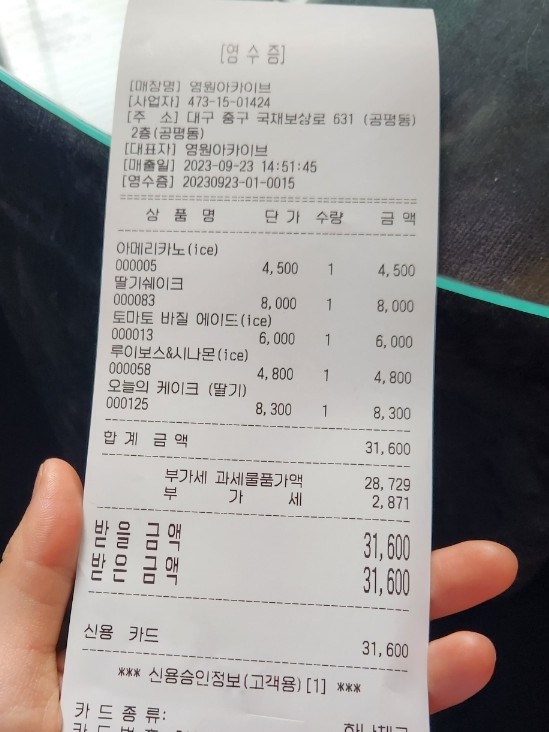 [영 수 증]
[매장명] 영원아카이브
[사업자] 473-15-01424
[주 소] 대구 중구 국채보상로 631 (공평동)
2층(공평동)
[대표자] 영원아카이브
[매출일] 2023-09-23 14:51:45
[영수증] 20230923-01-0015
상 품 명 단 가 수량 금 액
아메리카노(ice)
000005 4,500 1 4,500
딸기쉐이크
000083 8,000 1 8,000
토마토 바질 에이드(ice)
000013 6,000 1 6,000
루이보스&시나몬(ice)
000058 4,800 1 4,800
오늘의 케이크 (딸기)
000125 8,300 1 8,300
합 계 금 액 31,600
부가세 과세물품가액 28,729
부 가 세 2,871
받을 금액 31,600
받은 금액 31,600
신용 카드 31,600
*** 신용승인정보(고객용)[1] ***
카 드 종 류: